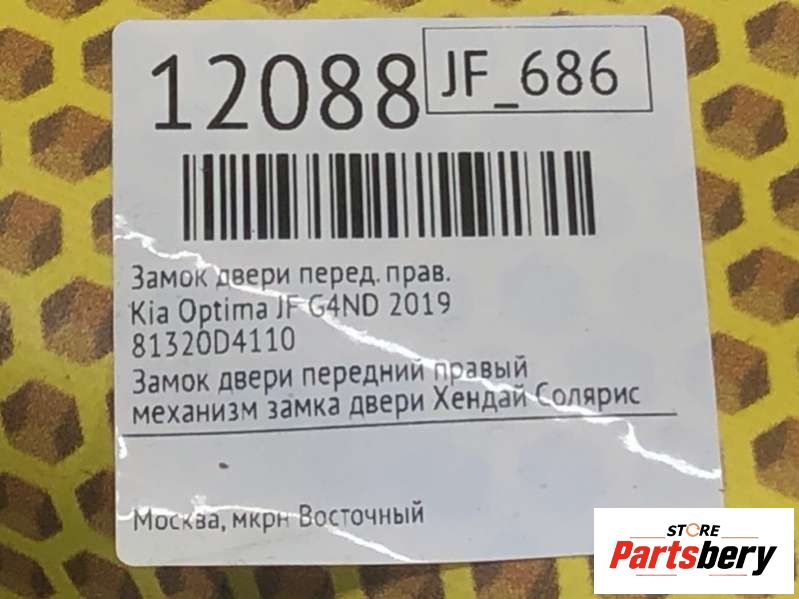 12088 JF_686
Замок двери перед. прав.
Kia Optima JF G4ND 2019
81320D4110
Замок двери передний правый
механизм замка двери Хендай Солярис
Москва, мкрн Восточный
STORE
Partsbery